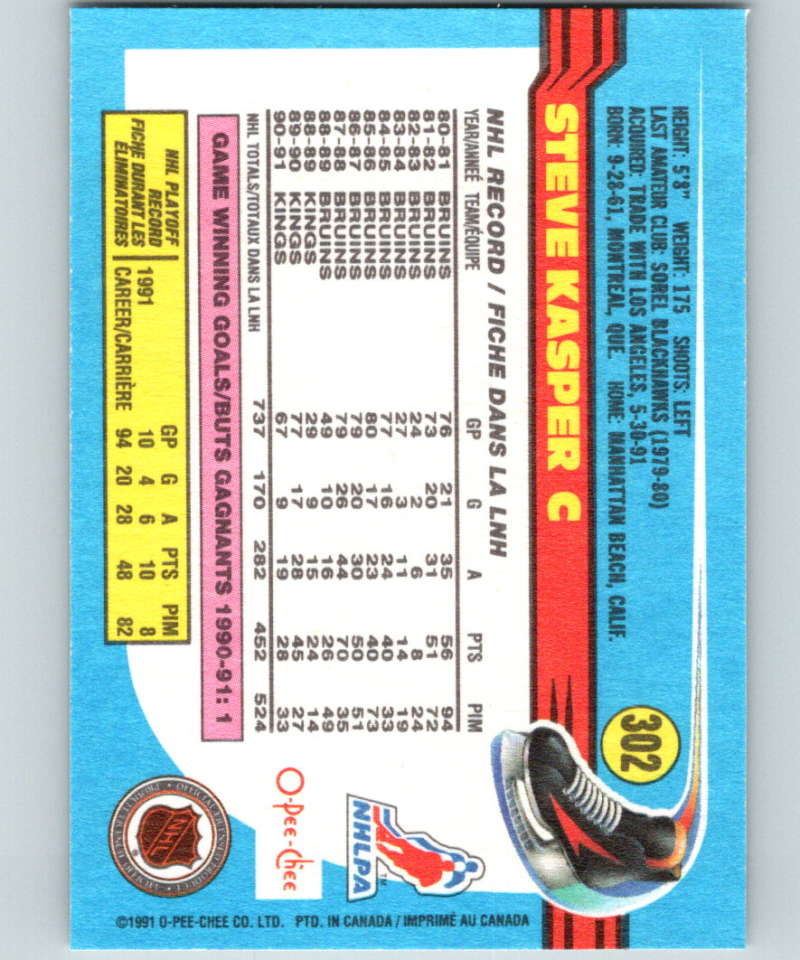 HEIGHT: 5'8" WEIGHT: 175 SHOOTS: LEFT
LAST AMATEUR CLUB: SOREL BLACKHAWKS (1979-80)
ACQUIRED: TRADE WITH LOS ANGELES, 5-30-91
BORN: 9-28-61, MONTREAL, QUE. HOME: MANHATTAN BEACH, CALIF.
302
STEVE KASPER C
NHL RECORD / FICHE DANS LA LNH
YEAR/ANNÉE TEAM/ÉQUIPE GP G A PTS PIM
80-81 BRUINS 76 21 35 56 94
81-82 BRUINS 73 20 31 51 72
82-83 BRUINS 24 2 6 8 24
83-84 BRUINS 27 3 11 14 19
84-85 BRUINS 77 16 24 40 33
85-86 BRUINS 80 17 23 40 73
86-87 BRUINS 79 20 30 50 51
87-88 BRUINS 79 26 44 70 35
88-89 BRUINS 49 10 16 26 49
88-89 KINGS 29 9 15 24 14
89-90 KINGS 77 17 28 45 27
90-91 KINGS 67 9 19 28 33
NHL TOTALS/TOTAUX DANS LA LNH 737 170 282 452 524
GAME WINNING GOALS/BUTS GAGNANTS 1990-91: 1
NHL PLAYOFF RECORD
FICHE DURANT LES ÉLIMINATOIRES
GP G A PTS PIM
1991 10 4 6 10 8
CAREER/CARRIÈRE 94 20 28 48 82
NHLPA™
O-Pee-Chee
NHL
©1991 O-PEE-CHEE CO. LTD. PTD. IN CANADA / IMPRIMÉ AU CANADA